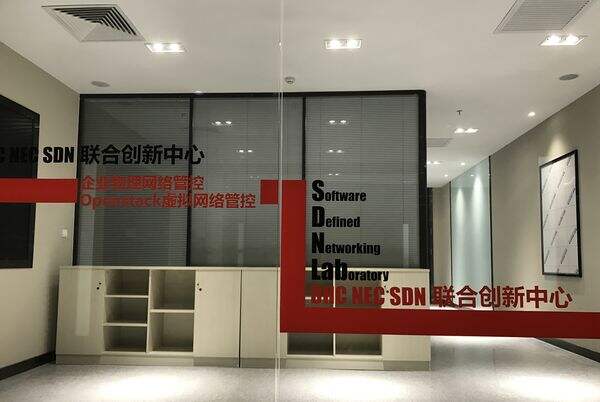 NEC SDN 联合创新中心
企业物理网络管控
Openstack虚拟网络管控
Software
Defined
Networking
Laboratory
NEC SDN 联合创新中心